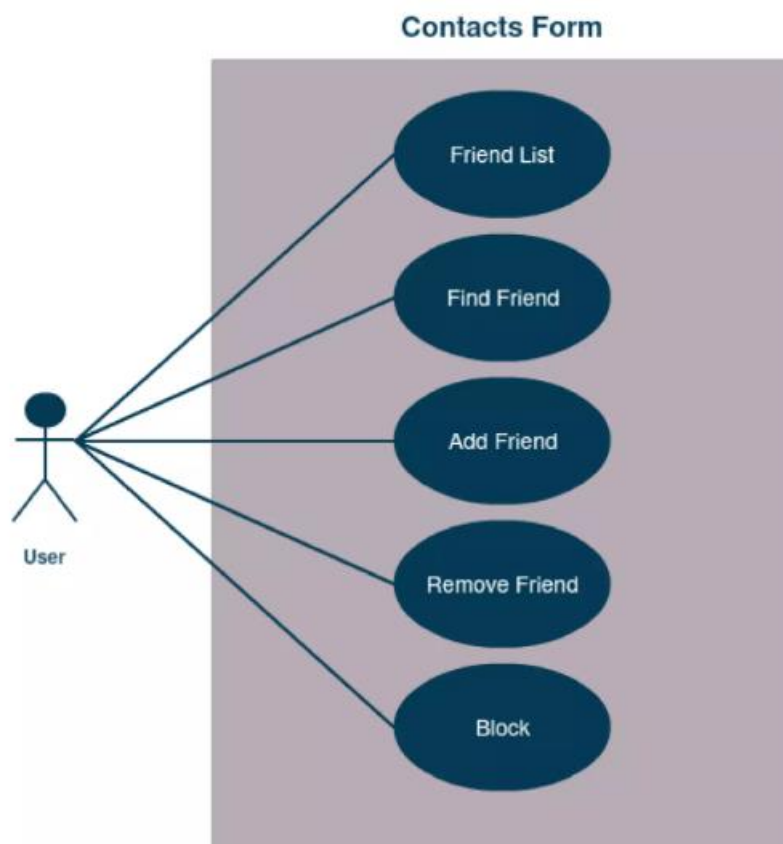 Contacts Form
Friend List
Find Friend
Add Friend
User
Remove Friend
Block